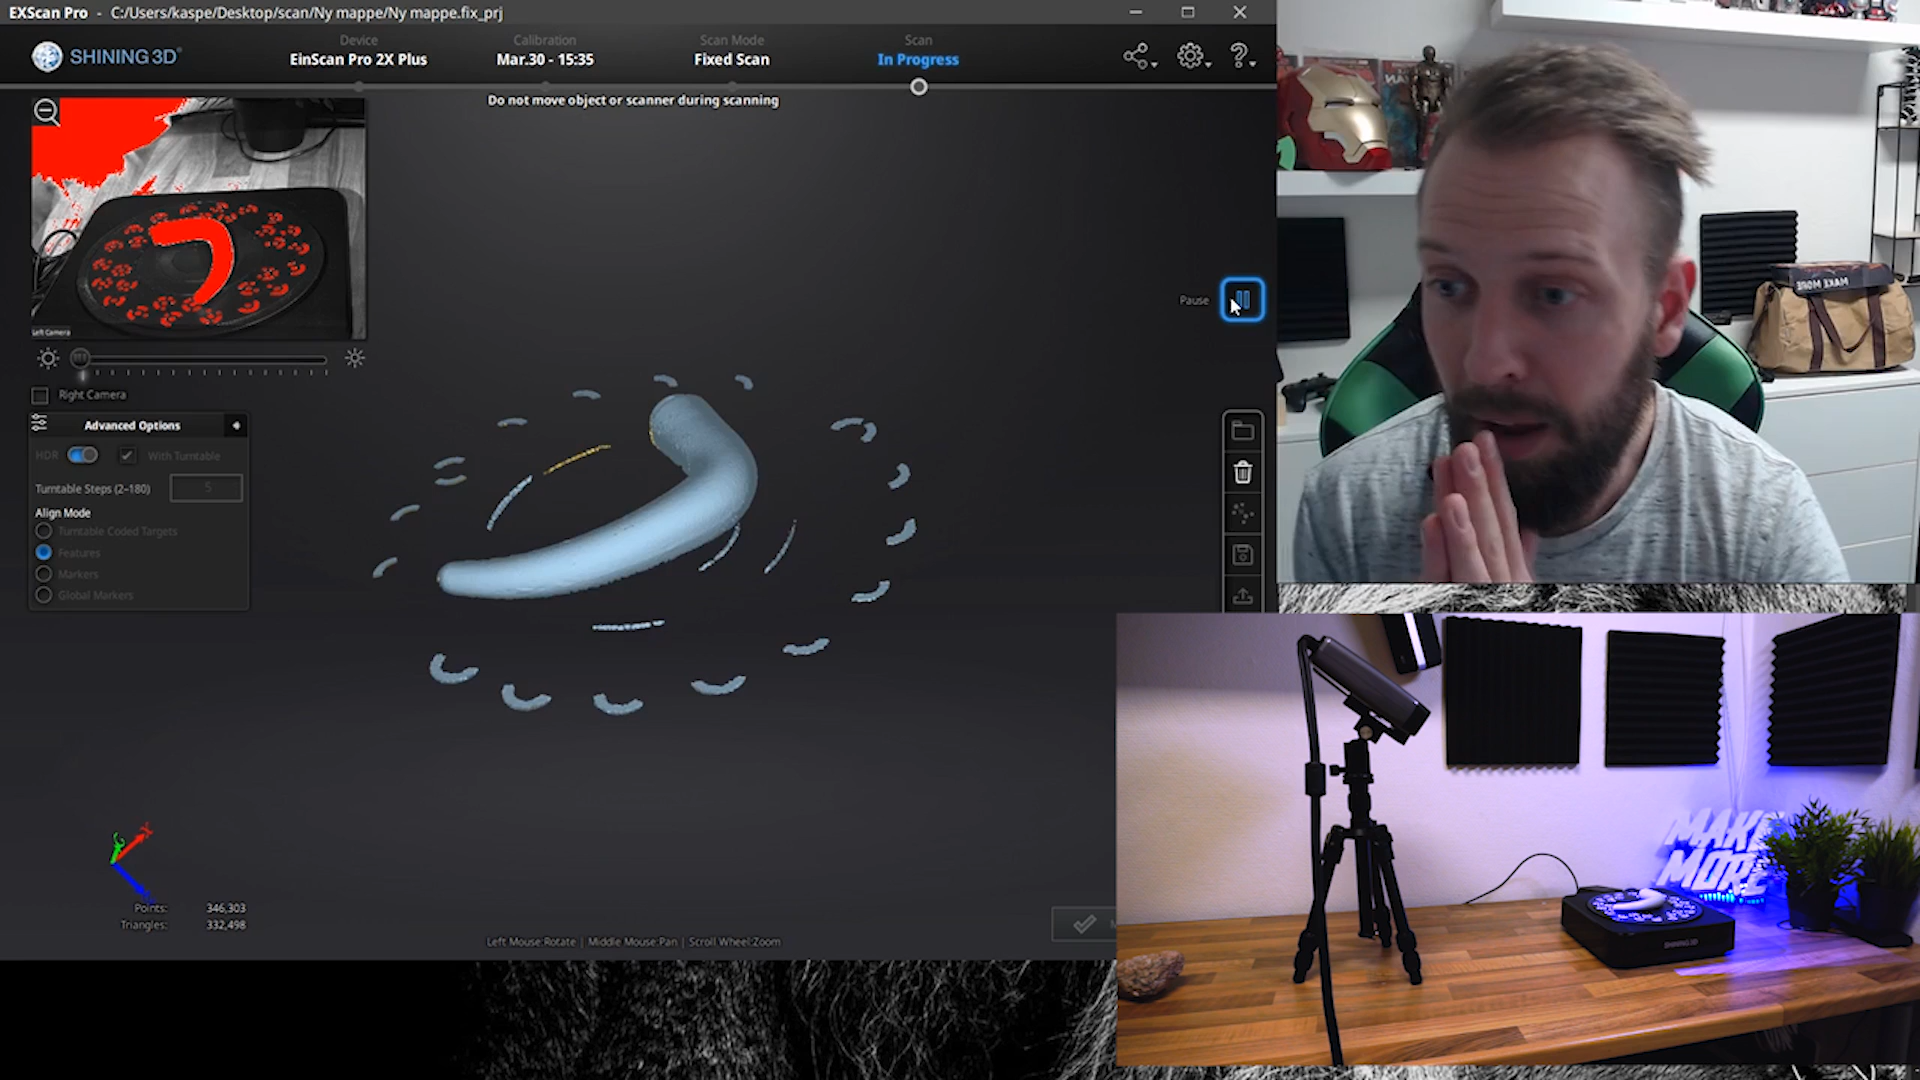 EXScan Pro - C:/Users/kaspe/Desktop/scan/Ny mappe/Ny mappe.fix_prj
SHINING 3D®
Device
EinScan Pro 2X Plus
Calibration
Mar.30 - 15:35
Scan Mode
Fixed Scan
Scan
In Progress
Do not move object or scanner during scanning
Left Camera
Right Camera
Advanced Options
HDR
With Turntable
Turntable Steps (2-180)
5
Align Mode
Turntable Coded Targets
Features
Markers
Global Markers
Pause
MAKE MORE
Points: 346,303
Triangles: 332,498
Left Mouse:Rotate | Middle Mouse:Pan | Scroll Wheel:Zoom
MAKE
MORE
SHINING3D